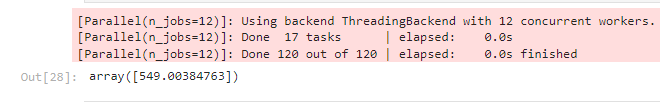 [Parallel(n_jobs=12)]: Using backend ThreadingBackend with 12 concurrent workers.
[Parallel(n_jobs=12)]: Done  17 tasks      | elapsed:    0.0s
[Parallel(n_jobs=12)]: Done 120 out of 120 | elapsed:    0.0s finished
Out[28]: array([549.00384763])